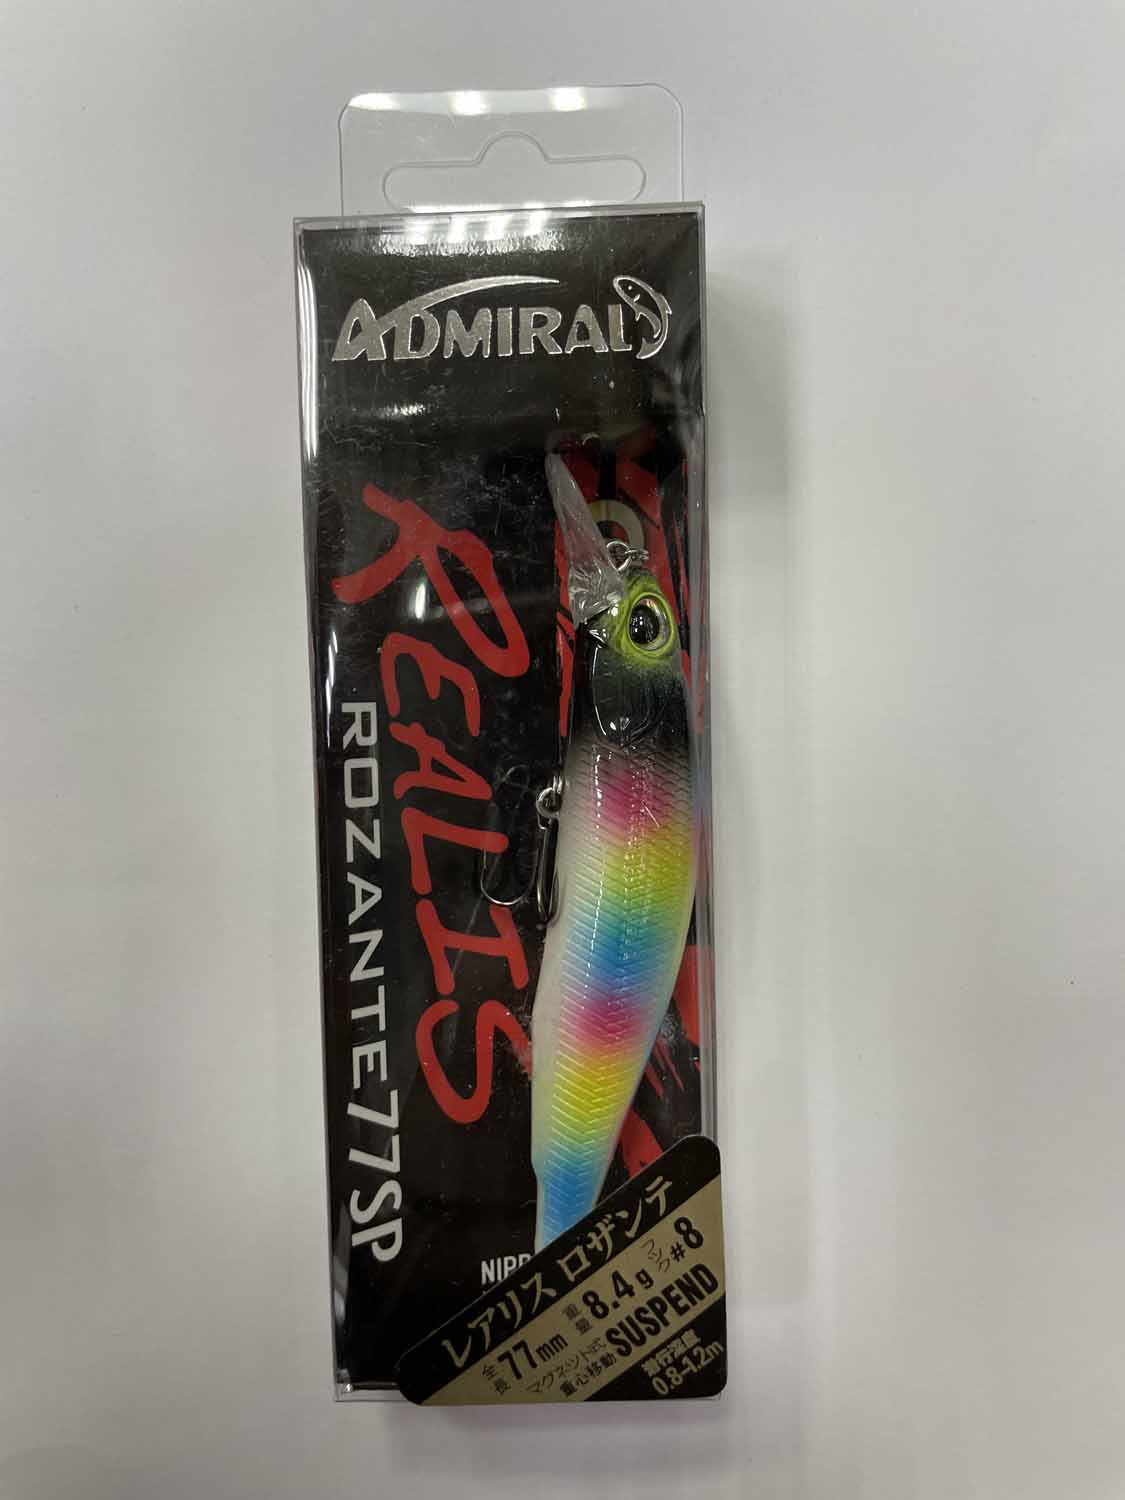 ADMIRAL
REALIS
ROZANTE77SP
レアリス ロザンテ
全長 77mm 重量 8.4g フック #8
マグネット式重心移動 SUSPEND
潜行深度
0.8-1.2m